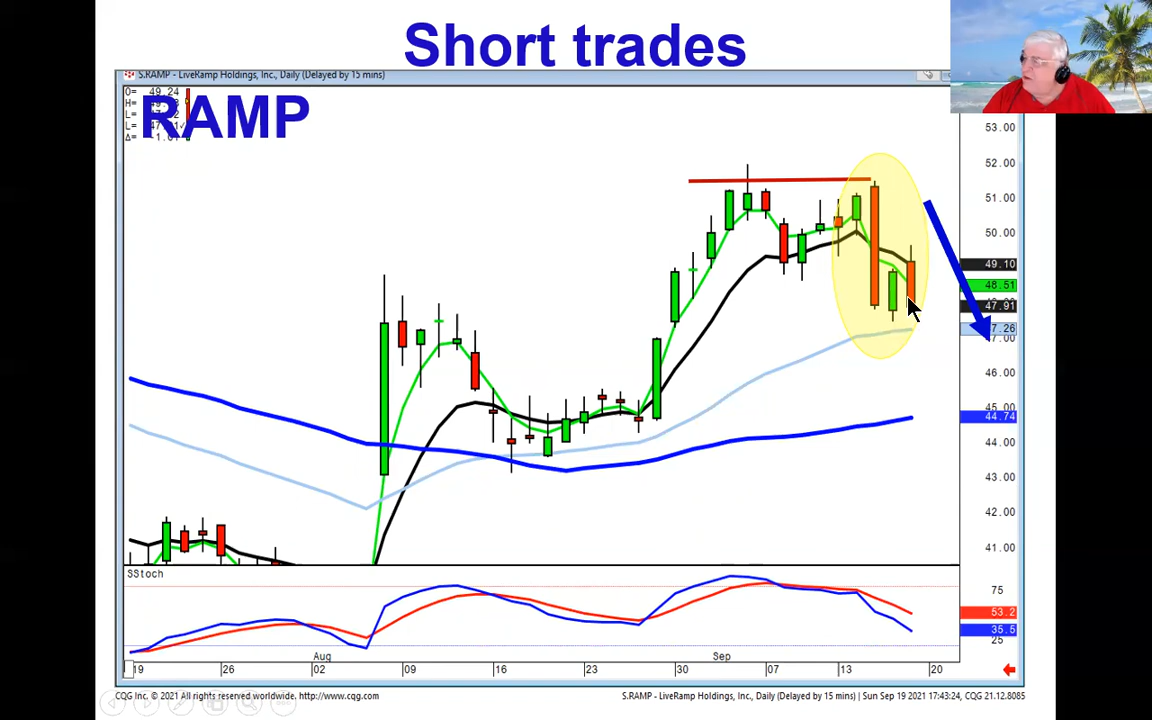 Short trades
S.RAMP - LiveRamp Holdings, Inc., Daily (Delayed by 15 mins)
RAMP
O= 49.24
H=
L=
L=
Δ=
53.00
52.00
51.00
50.00
49.10
48.51
47.91
7.26
47.00
46.00
45.00
44.74
44.00
43.00
42.00
41.00
SStoch
75
53.2
35.5
25
Aug
Sep
19
26
02
09
16
23
30
07
13
20
CQG Inc. © 2021 All rights reserved worldwide. http://www.cqg.com
S.RAMP - LiveRamp Holdings, Inc., Daily (Delayed by 15 mins) | Sun Sep 19 2021 17:43:24, CQG 21.12.8085